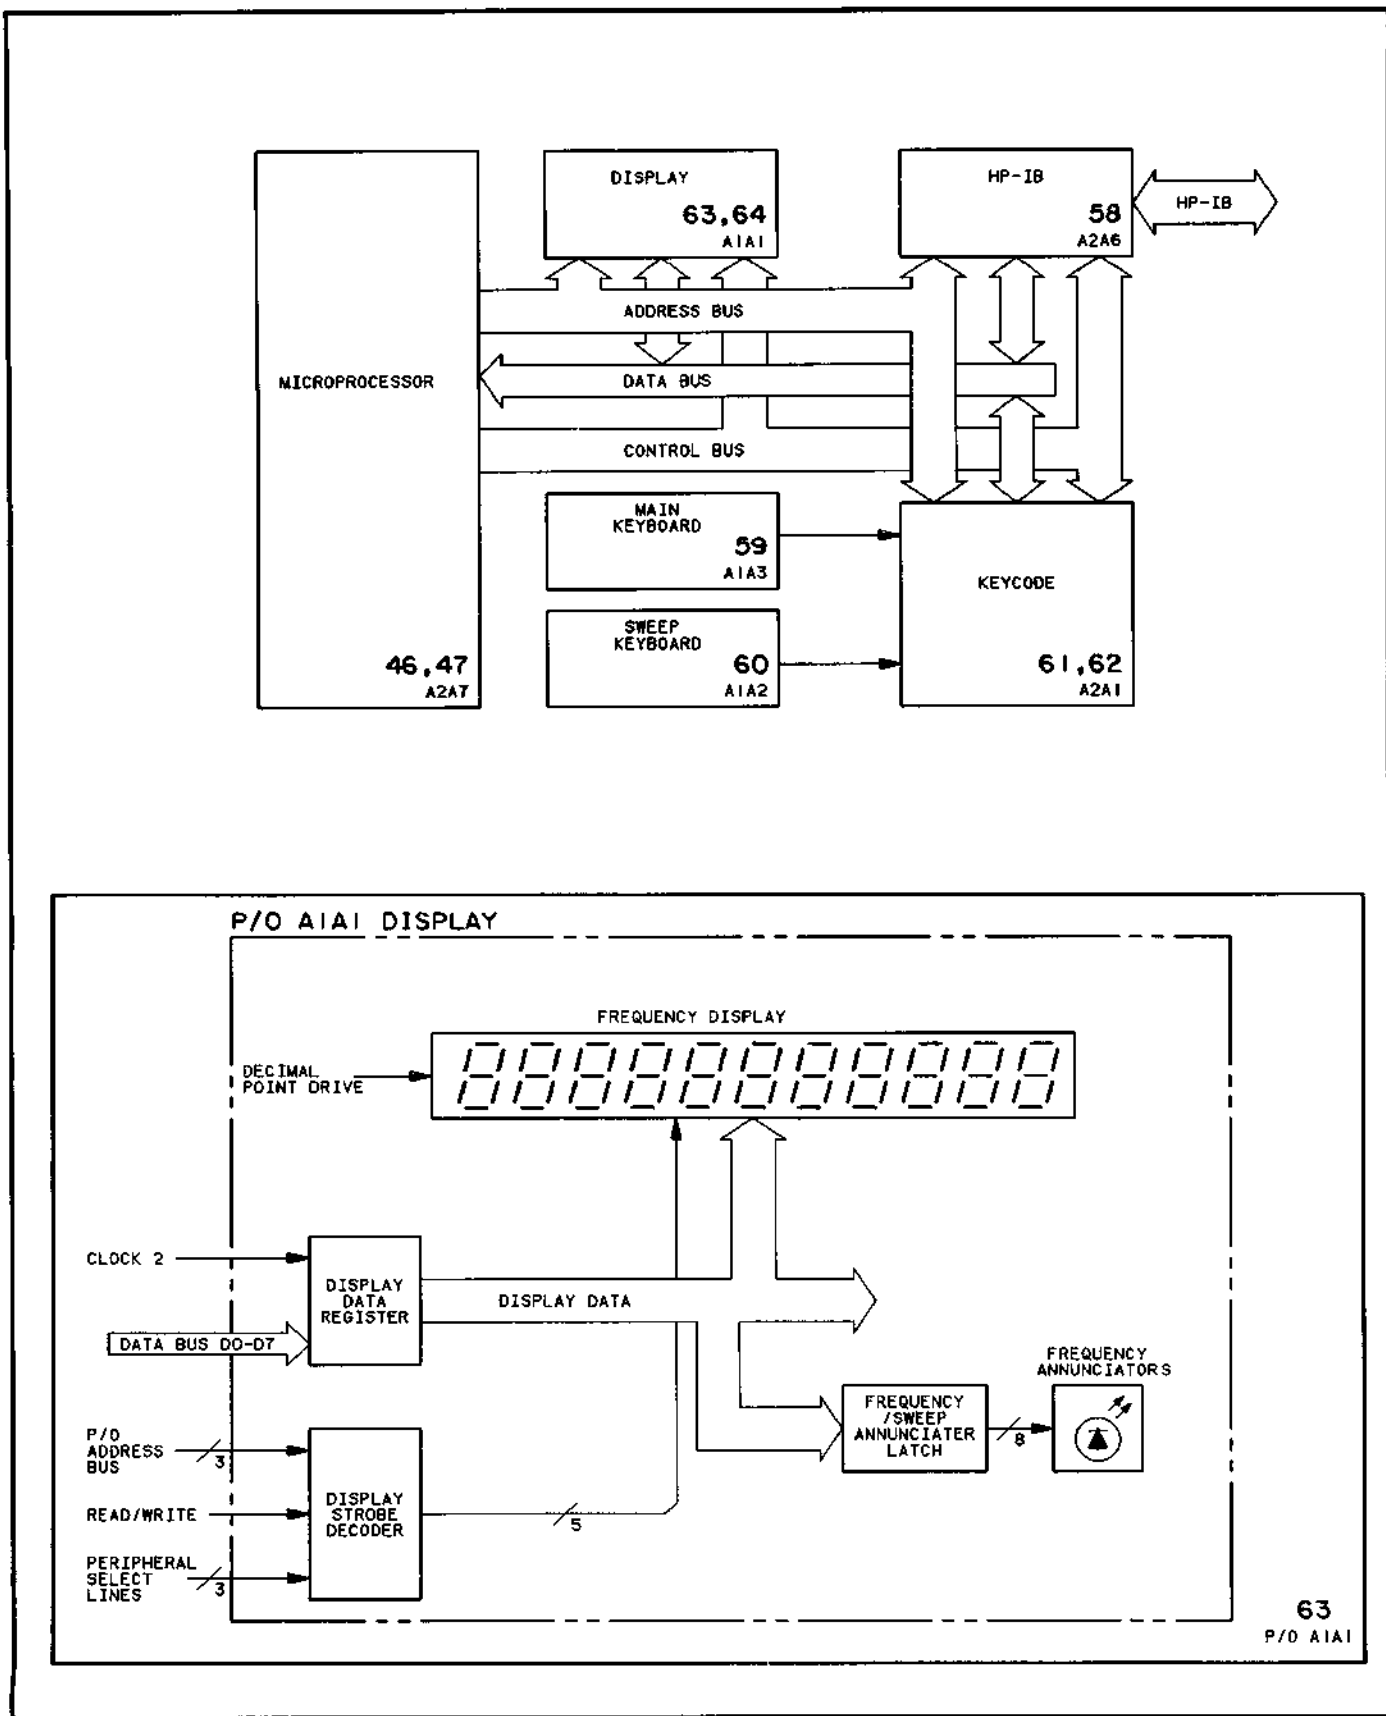 DISPLAY
63,64
A1A1
HP-IB
58
A2A6
HP-IB
ADDRESS BUS
MICROPROCESSOR
DATA BUS
CONTROL BUS
46,47
A2A7
MAIN
KEYBOARD
59
A1A3
SWEEP
KEYBOARD
60
A1A2
KEYCODE
61,62
A2A1
P/O A1A1 DISPLAY
FREQUENCY DISPLAY
88888888888
DECIMAL
POINT DRIVE
CLOCK 2
DISPLAY
DATA
REGISTER
DISPLAY DATA
DATA BUS D0-D7
FREQUENCY
ANNUNCIATORS
FREQUENCY
/SWEEP
ANNUNCIATER
LATCH
8
P/O
ADDRESS
BUS
3
READ/WRITE
DISPLAY
STROBE
DECODER
5
PERIPHERAL
SELECT
LINES
3
63
P/O A1A1